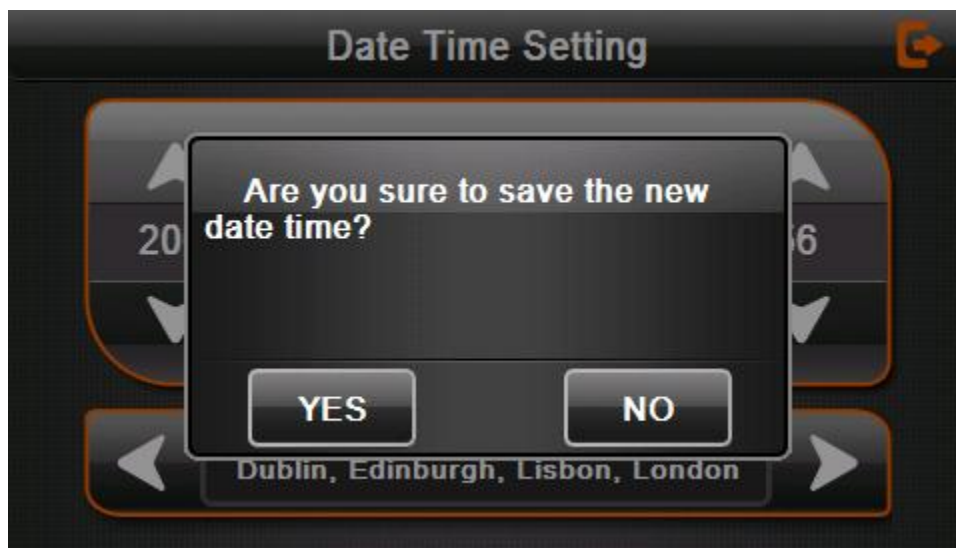 Date Time Setting
Are you sure to save the new
date time?
YES
NO
Dublin, Edinburgh, Lisbon, London